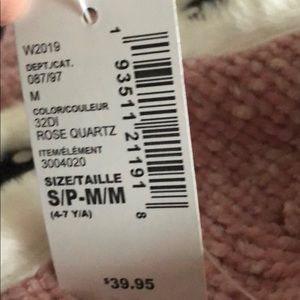 W2019
DEPT./CAT.
087/97
M
COLOR/COULEUR
32DI
ROSE QUARTZ
ITEM/ÉLÉMENT
3004020
SIZE/TAILLE
S/P-M/M
(4-7 Y/A)
$39.95
1 93511 21191 8